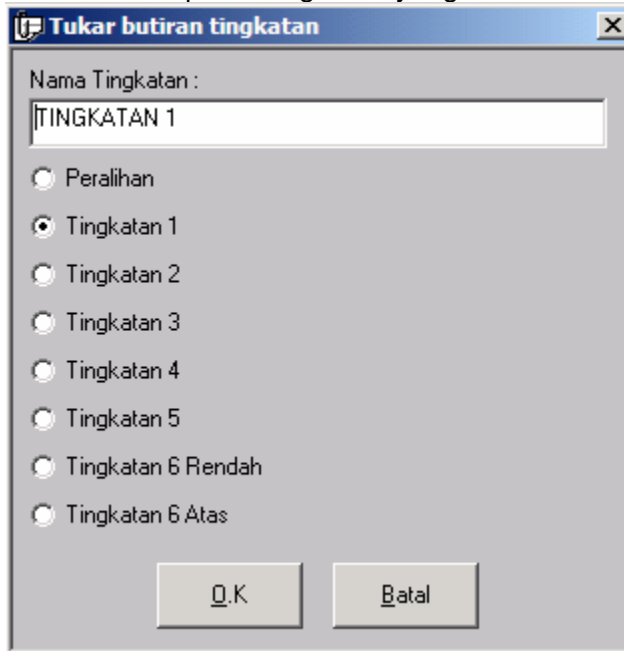 Tukar butiran tingkatan
Nama Tingkatan :
TINGKATAN 1
Peralihan
Tingkatan 1
Tingkatan 2
Tingkatan 3
Tingkatan 4
Tingkatan 5
Tingkatan 6 Rendah
Tingkatan 6 Atas
O.K Batal